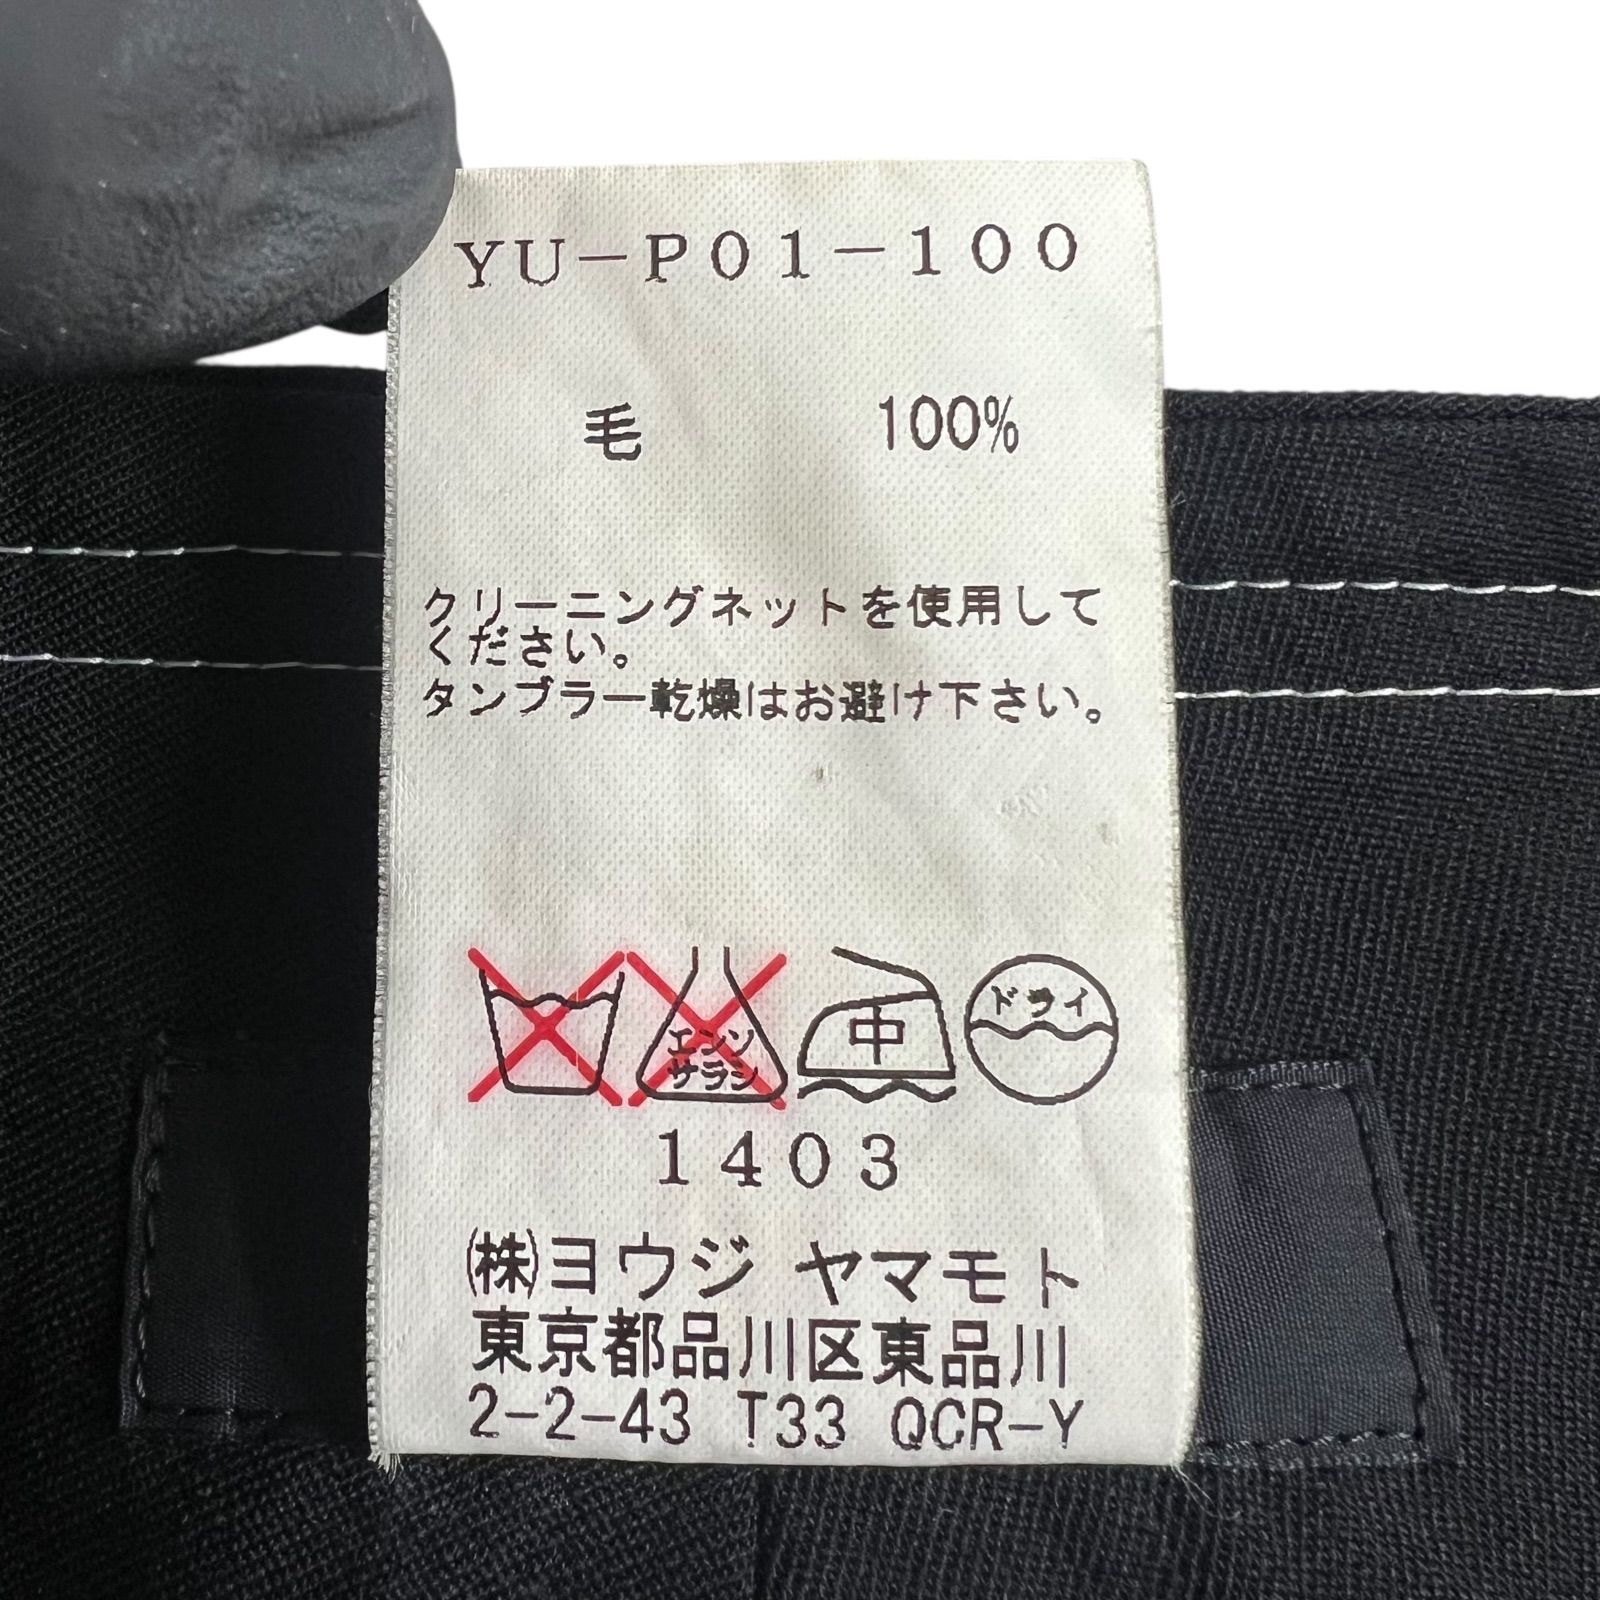 YU-P01-100
毛 100%
クリーニングネットを使用して
ください。
タンブラー乾燥はお避け下さい。
エンソ
サラシ
中
ドライ
1403
㈱ヨウジ ヤマモト
東京都品川区東品川
2-2-43 T33 QCR-Y